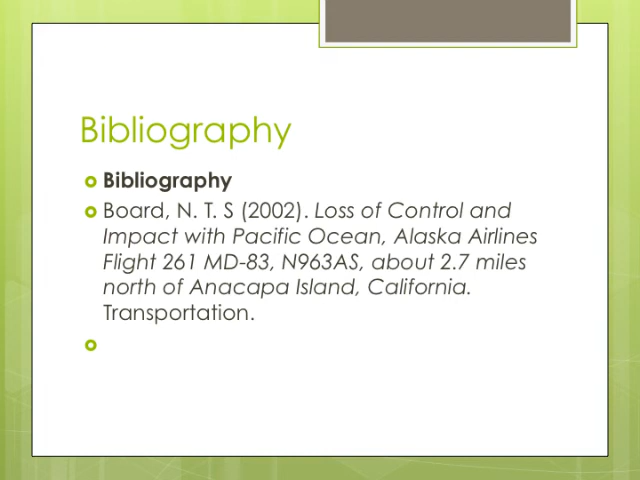 Bibliography
Bibliography
Board, N. T. S (2002). Loss of Control and
Impact with Pacific Ocean, Alaska Airlines
Flight 261 MD-83, N963AS, about 2.7 miles
north of Anacapa Island, California.
Transportation.